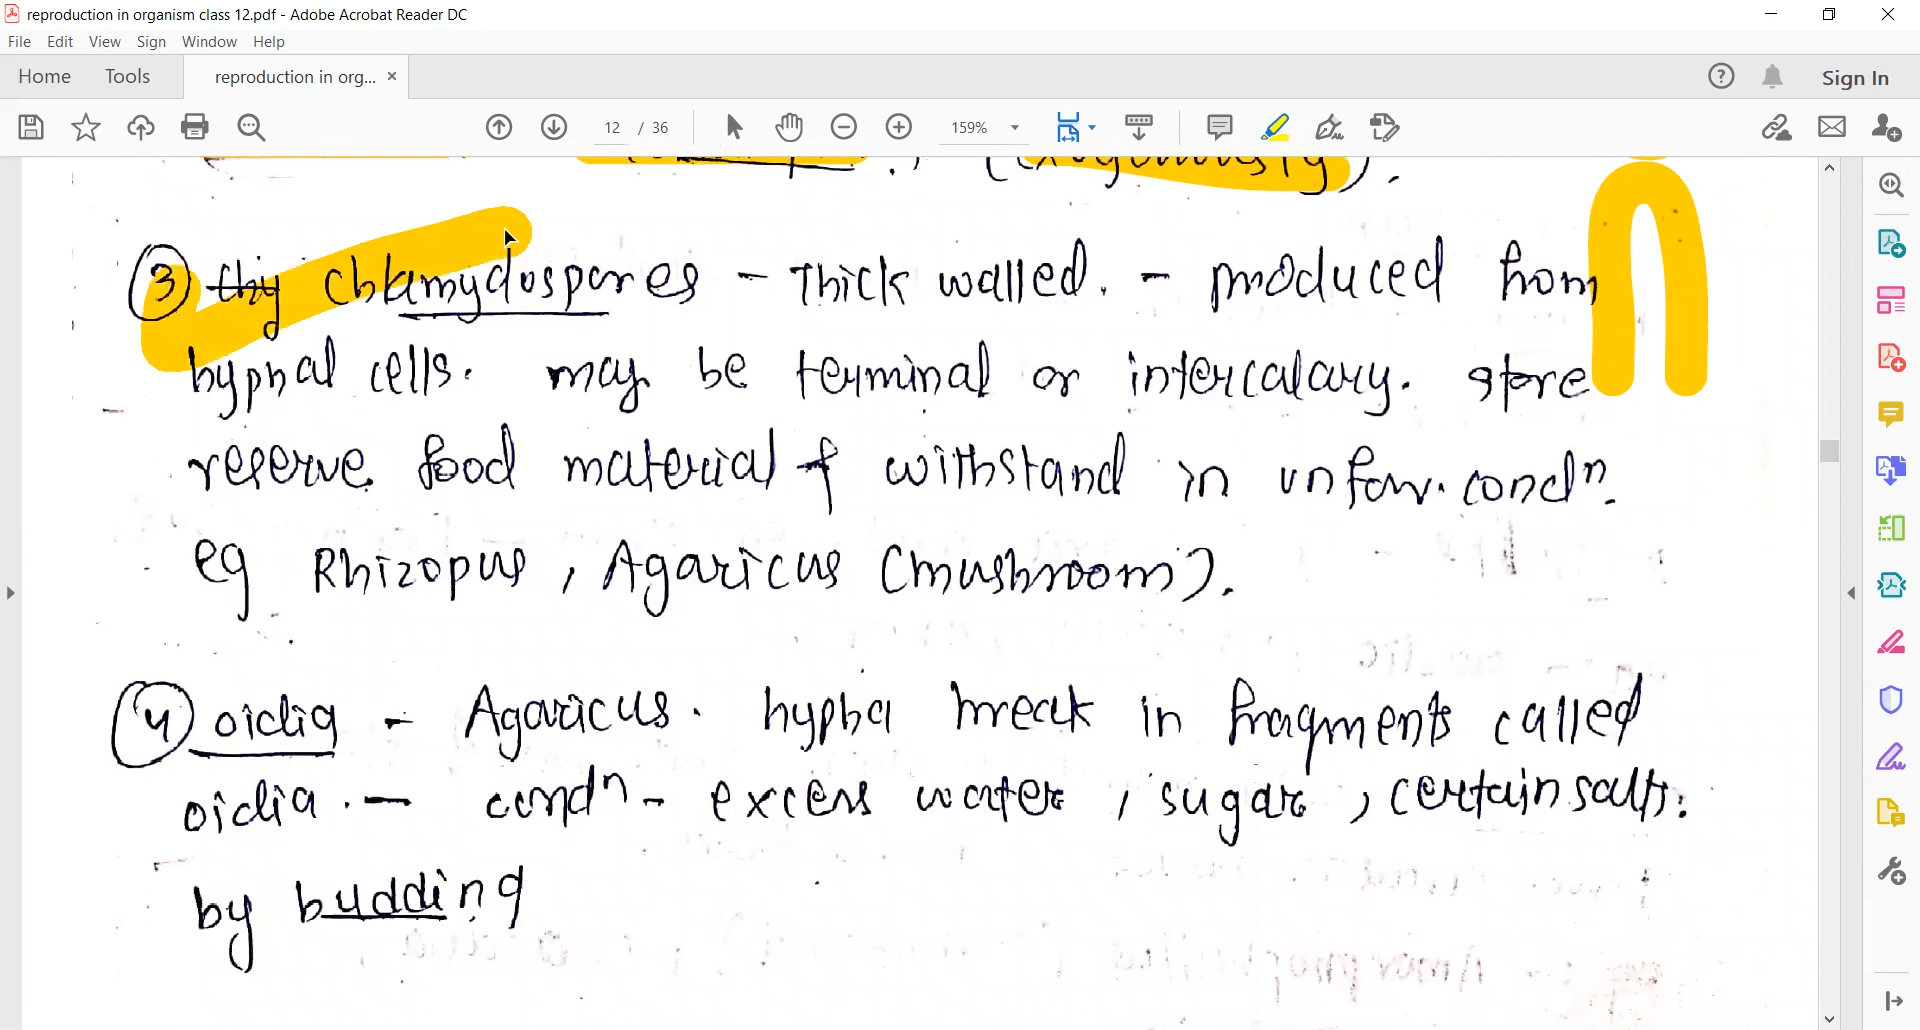 reproduction in organism class 12.pdf - Adobe Acrobat Reader DC
File Edit View Sign Window Help
Home Tools reproduction in org... ×
Sign In
12 / 36 159%
(exogenously).
③ thy chlamydospores - Thick walled. - produced from
hyphal cells. may be terminal or intercalary. store
reserve food material & withstand in unfav. condn.
eg Rhizopus, Agaricus (mushroom).
④ oidia - Agaricus. hypha break in fragments called
oidia. - condn - excess water, sugar, certain salts.
by budding